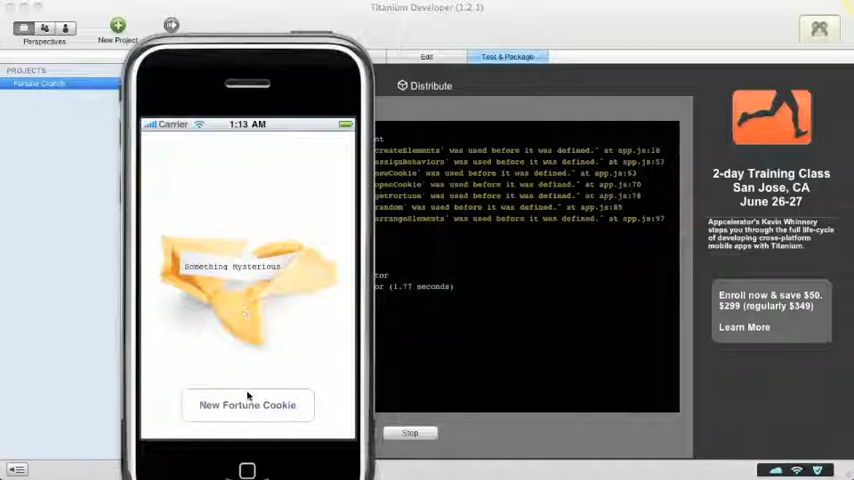 Titanium Developer (1.2.1)
Perspectives
New Project
Edit
Test & Package
PROJECTS
Fortune Crunch
Distribute
Carrier
1:13 AM
createElements' was used before it was defined." at app.js:18
assignBehaviors' was used before it was defined." at app.js:57
newCookie' was used before it was defined." at app.js:63
openCookie' was used before it was defined." at app.js:70
getFortune' was used before it was defined." at app.js:78
random' was used before it was defined." at app.js:85
arrangeElements' was used before it was defined." at app.js:97
(1.77 seconds)
Something Mysterious
New Fortune Cookie
Stop
2-day Training Class
San Jose, CA
June 26-27
Appcelerator's Kevin Whinnery
steps you through the full life-cycle
of developing cross-platform
mobile apps with Titanium.
Enroll now & save $50.
$299 (regularly $349)
Learn More